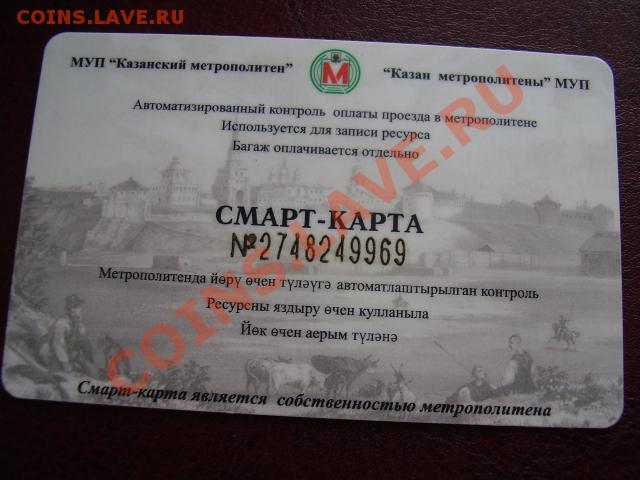 COINS.LAVE.RU
МУП "Казанский метрополитен"
М
"Казан метрополитены" МУП
Автоматизированный контроль оплаты проезда в метрополитене
Используется для записи ресурса
Багаж оплачивается отдельно
СМАРТ-КАРТА
№2748249969
Метрополитенда йөрү өчен түләүгә автоматлаштырылган контроль
Ресурсны яздыру өчен кулланыла
Йөк өчен аерым түләнә
Смарт-карта является собственностью метрополитена
COINS.LAVE.RU